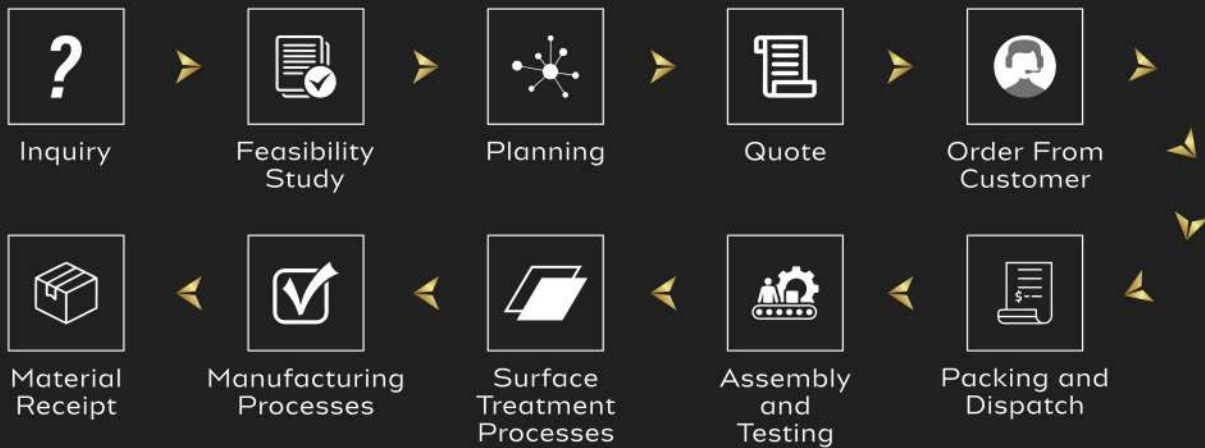 Inquiry
Feasibility
Study
Planning
Quote
Order From
Customer
Material
Receipt
Manufacturing
Processes
Surface
Treatment
Processes
Assembly
and
Testing
Packing and
Dispatch